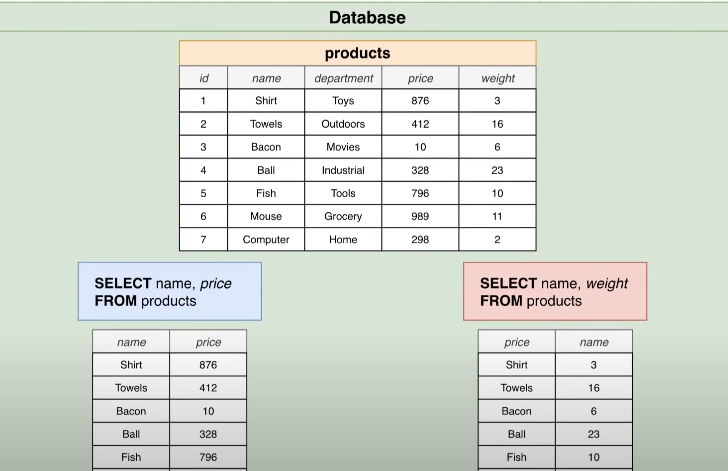 Database
products
id name department price weight
1 Shirt Toys 876 3
2 Towels Outdoors 412 16
3 Bacon Movies 10 6
4 Ball Industrial 328 23
5 Fish Tools 796 10
6 Mouse Grocery 989 11
7 Computer Home 298 2
SELECT name, price
FROM products
name price
Shirt 876
Towels 412
Bacon 10
Ball 328
Fish 796
SELECT name, weight
FROM products
price name
Shirt 3
Towels 16
Bacon 6
Ball 23
Fish 10